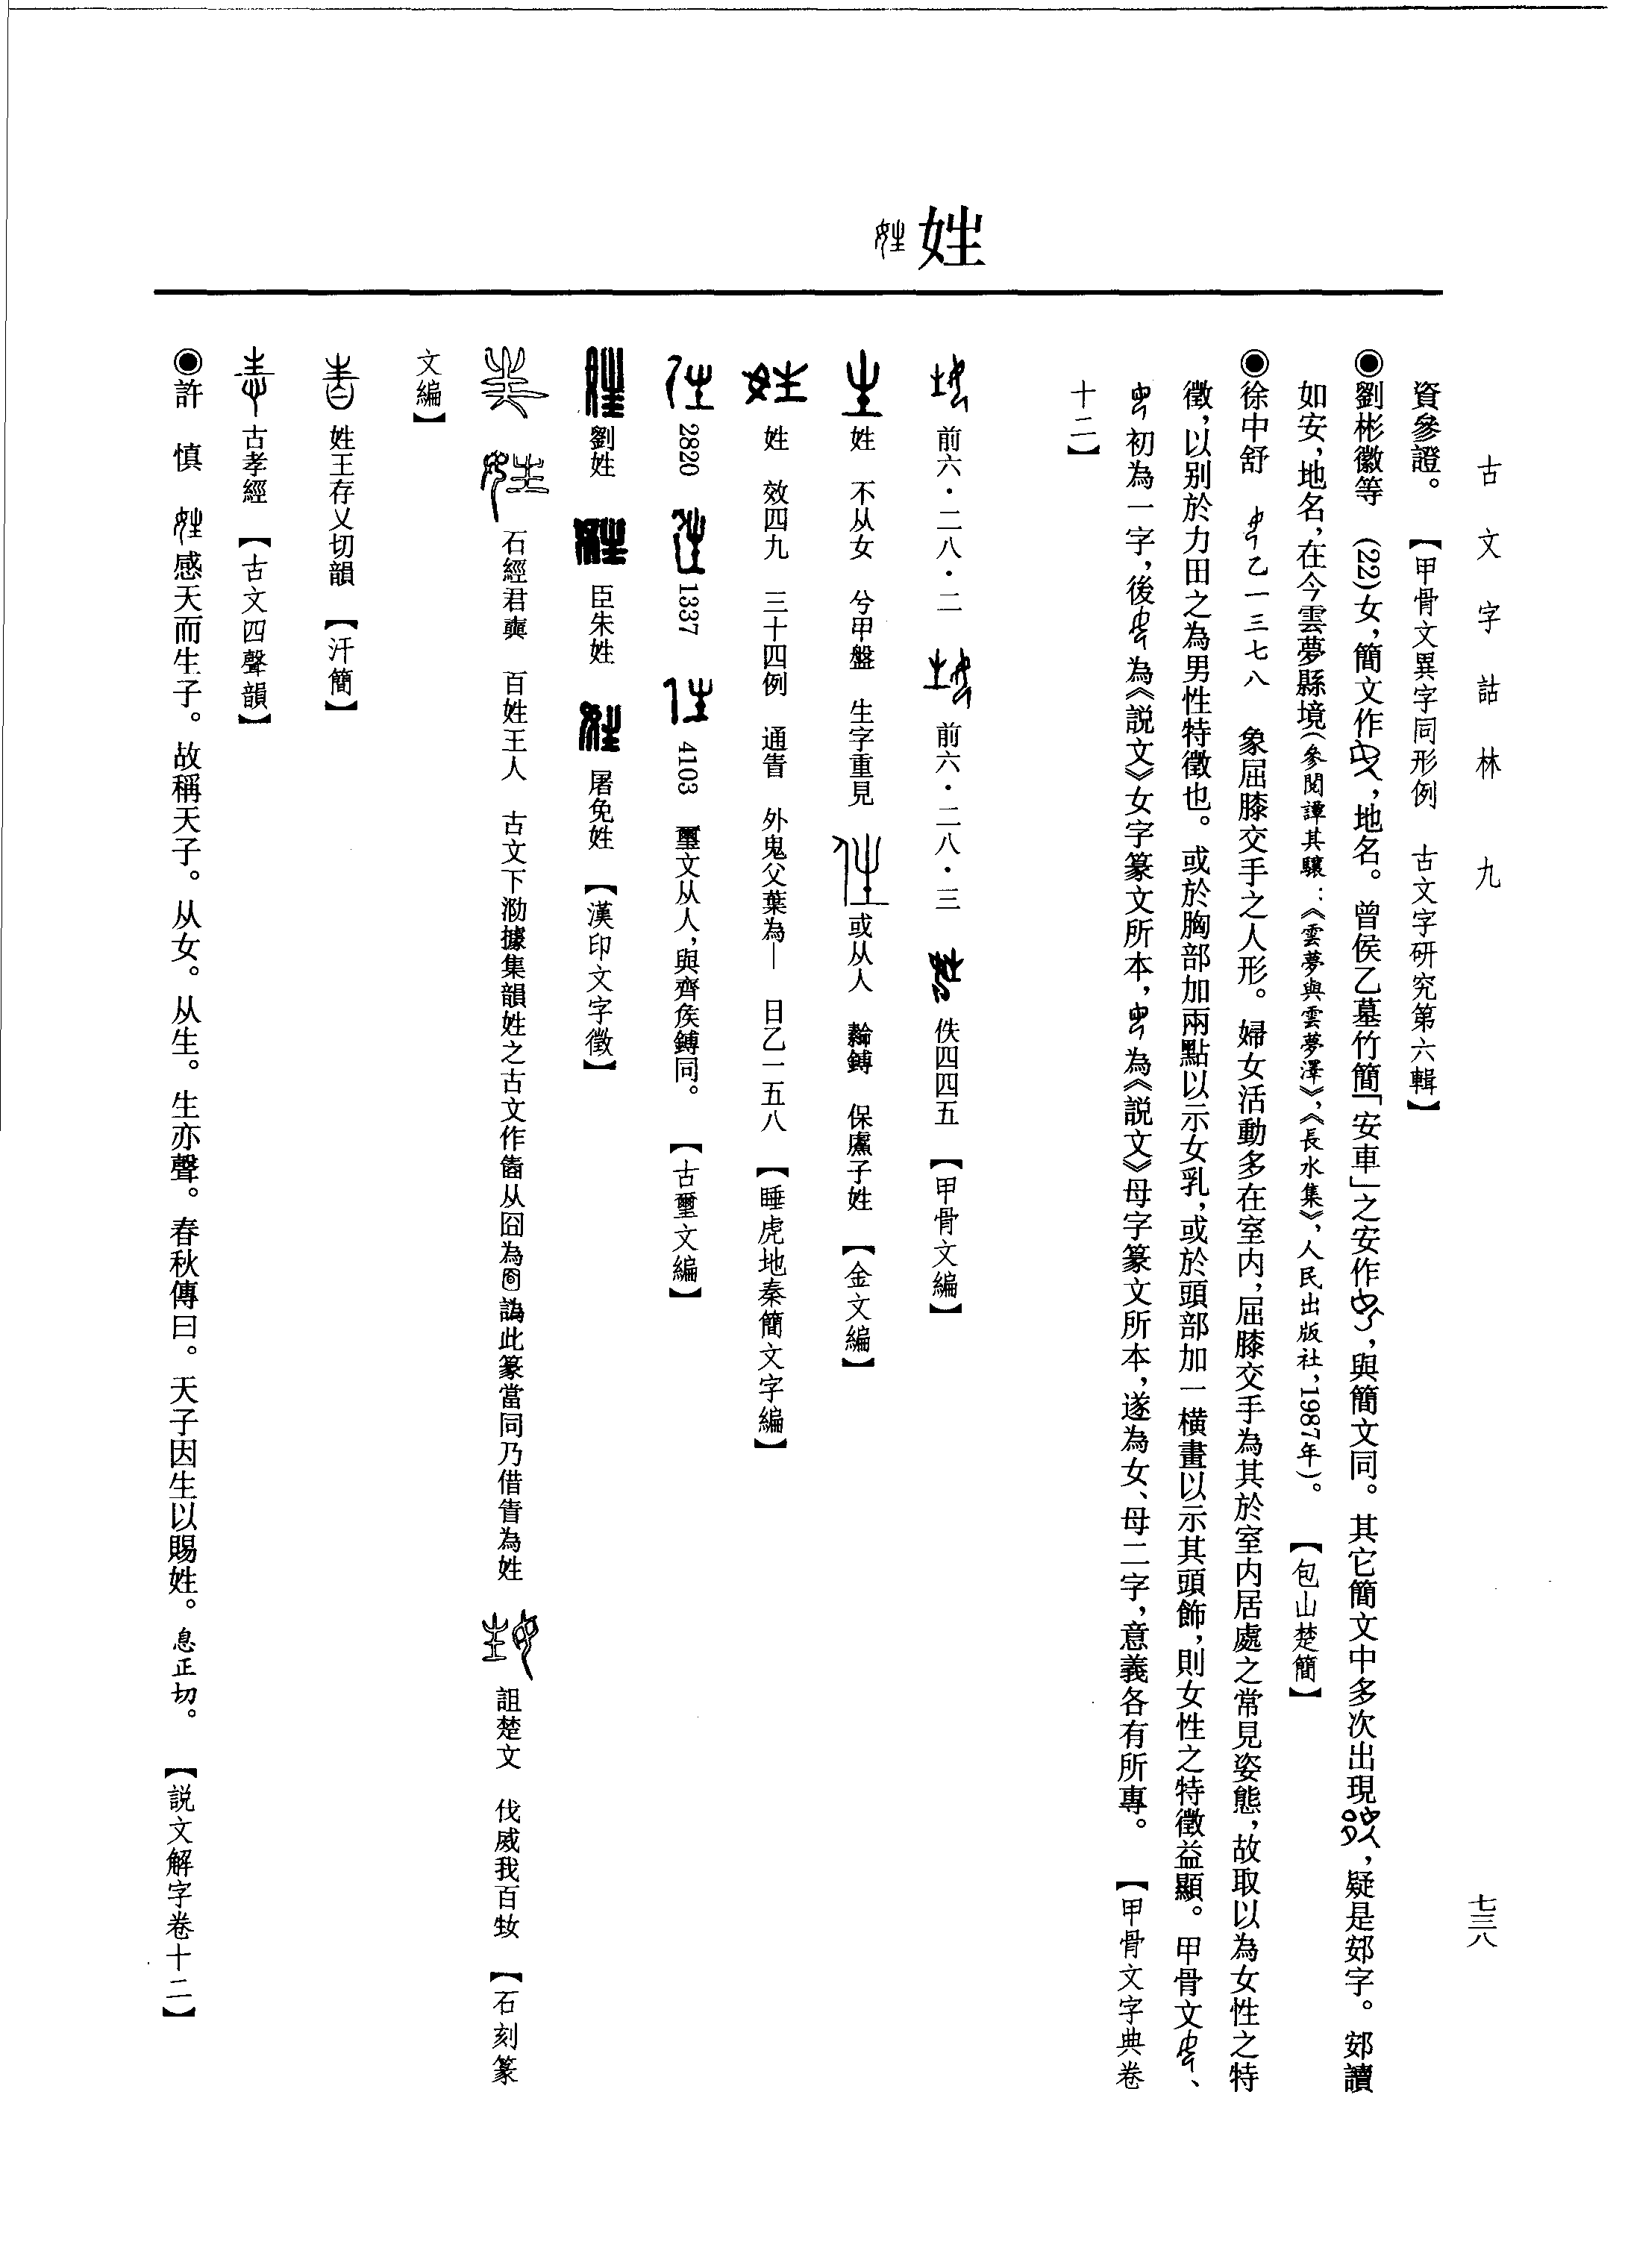 古文字詁林 九
七三八
姓
資參證。 【甲骨文異字同形例 古文字研究第六輯】
◉劉彬徽等 (22)女,簡文作,地名。曾侯乙墓竹簡「安車」之安作,與簡文同。其它簡文中多次出現,疑是郊字。郊讀
如安,地名,在今雲夢縣境(參閱譚其驤:《雲夢與雲夢澤》,《長水集》,人民出版社,1987年)。 【包山楚簡】
◉徐中舒 乙一三七八 象屈膝交手之人形。婦女活動多在室内,屈膝交手為其於室内居處之常見姿態,故取以為女性之特
徵,以别於力田之為男性特徵也。或於胸部加兩點以示女乳,或於頭部加一橫畫以示其頭飾,則女性之特徵益顯。甲骨文、
初為一字,後為《説文》女字篆文所本,為《説文》母字篆文所本,遂為女、母二字,意義各有所專。 【甲骨文字典卷
十二】
前六・二八・二 前六・二八・三 佚四四五 【甲骨文編】
姓 不从女 兮甲盤 生字重見 或从人 鎛 保子姓 【金文編】
姓 效四九 三十四例 通眚 外鬼父葉為— 日乙一五八 【睡虎地秦簡文字編】
2820 1337 4103 璽文从人,與齊侯鎛同。 【古璽文編】
劉姓 臣朱姓 屠免姓 【漢印文字徵】
石經君奭 百姓王人 古文下泐據集韻姓之古文作从囧為譌此篆當同乃借眚為姓 詛楚文 伐威我百 【石刻篆
文編】
姓王存乂切韻 【汗簡】
古孝經 【古文四聲韻】
◉許 慎 感天而生子。故稱天子。从女。从生。生亦聲。春秋傳曰。天子因生以賜姓。息正切。 【説文解字卷十二】